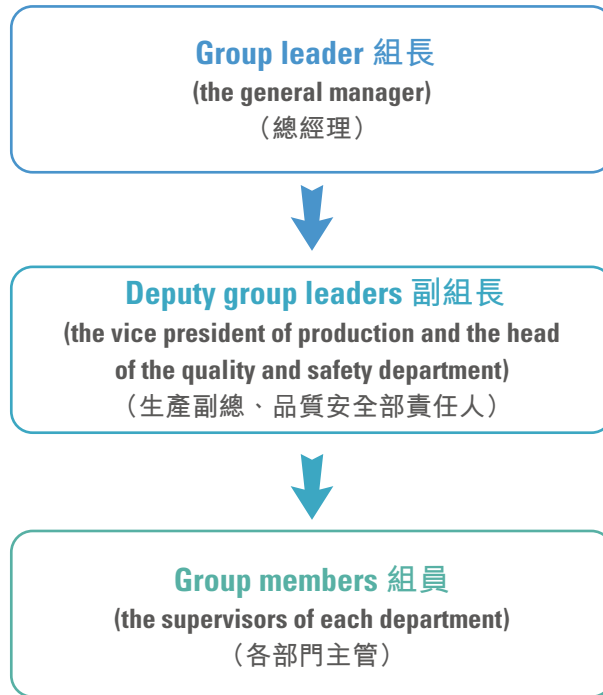 Group leader 組長
(the general manager)
（總經理）
Deputy group leaders 副組長
(the vice president of production and the head
of the quality and safety department)
（生產副總、品質安全部責任人）
Group members 組員
(the supervisors of each department)
（各部門主管）